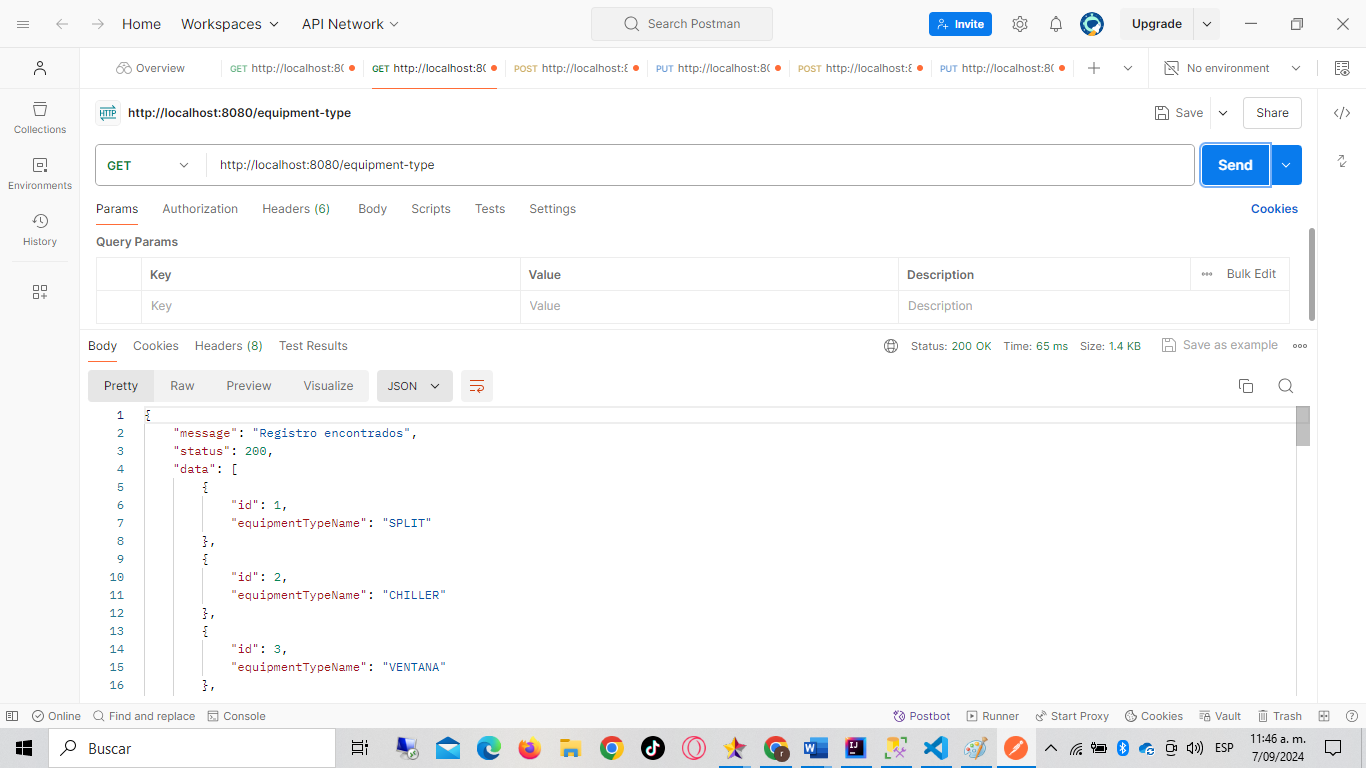 Home Workspaces API Network Search Postman Invite Upgrade
Overview GET http://localhost:80 GET http://localhost:80 POST http://localhost:8 PUT http://localhost:80 POST http://localhost:8 PUT http://localhost:80 No environment
HTTP http://localhost:8080/equipment-type Save Share
Collections
Environments
History
GET http://localhost:8080/equipment-type Send
Params Authorization Headers (6) Body Scripts Tests Settings Cookies
Query Params
Key Value Description ••• Bulk Edit
Key Value Description
Body Cookies Headers (8) Test Results Status: 200 OK Time: 65 ms Size: 1.4 KB Save as example •••
Pretty Raw Preview Visualize JSON
1 {
2 "message": "Registro encontrados",
3 "status": 200,
4 "data": [
5 {
6 "id": 1,
7 "equipmentTypeName": "SPLIT"
8 },
9 {
10 "id": 2,
11 "equipmentTypeName": "CHILLER"
12 },
13 {
14 "id": 3,
15 "equipmentTypeName": "VENTANA"
16 },
Online Find and replace Console Postbot Runner Start Proxy Cookies Vault Trash
Buscar ESP 11:46 a. m.
7/09/2024